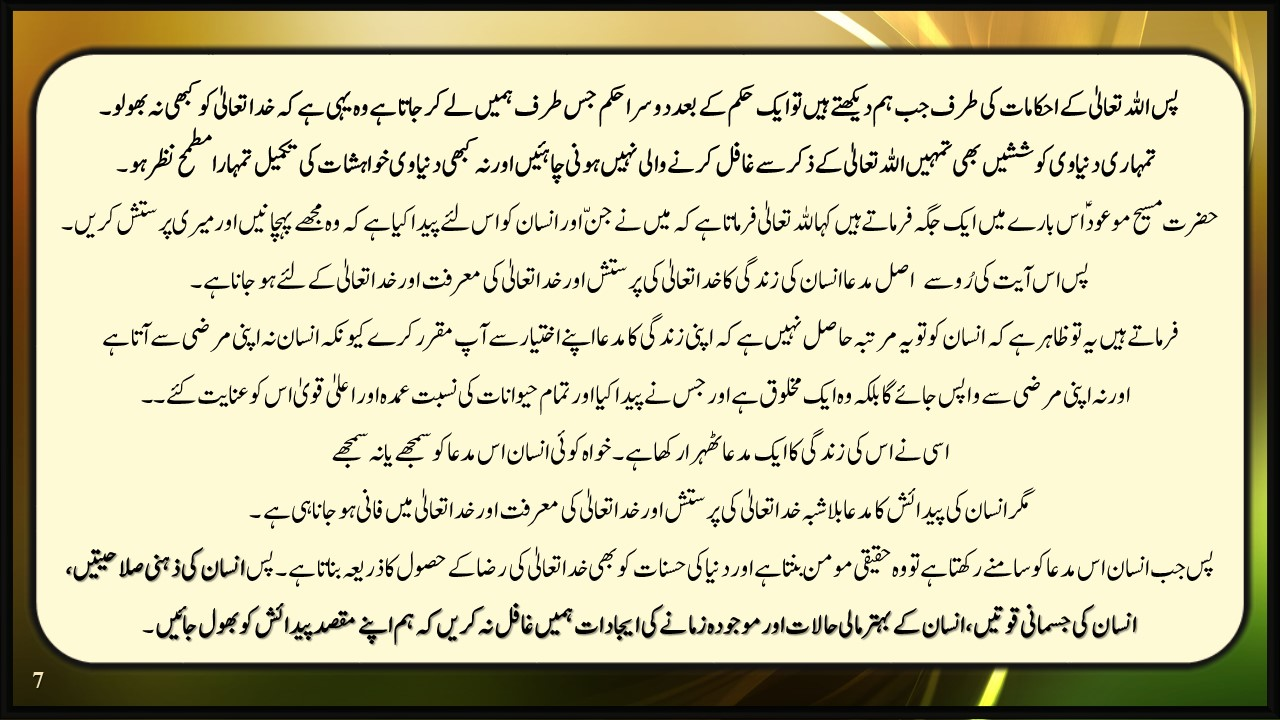 پس اللہ تعالیٰ کے احکامات کی طرف جب ہم دیکھتے ہیں تو ایک حکم کے بعد دوسرا حکم جس طرف ہمیں لے کر جاتا ہے وہ یہی ہے کہ خدا تعالیٰ کو کبھی نہ بھولو۔
تمہاری دنیاوی کوششیں بھی تمہیں اللہ تعالیٰ کے ذکر سے غافل کرنے والی نہیں ہونی چاہئیں اور نہ کبھی دنیاوی خواہشات کی تکمیل تمہارا مطمح نظر ہو۔
حضرت مسیح موعودؑ اس بارے میں ایک جگہ فرماتے ہیں کہ اللہ تعالیٰ فرماتا ہے کہ میں نے جنّ اور انسان کو اس لئے پیدا کیا ہے کہ وہ مجھے پہچانیں اور میری پرستش کریں۔
پس اس آیت کی رُو سے اصل مدعا انسان کی زندگی کا خدا تعالیٰ کی پرستش اور خدا تعالیٰ کی معرفت اور خدا تعالیٰ کے لئے ہو جانا ہے۔
فرماتے ہیں یہ تو ظاہر ہے کہ انسان کو تو یہ مرتبہ حاصل نہیں ہے کہ اپنی زندگی کا مدعا اپنے اختیار سے آپ مقرر کرے کیونکہ انسان نہ اپنی مرضی سے آتا ہے
اور نہ اپنی مرضی سے واپس جائے گا بلکہ وہ ایک مخلوق ہے اور جس نے پیدا کیا اور تمام حیوانات کی نسبت عمدہ اور اعلیٰ قویٰ اس کو عنایت کئے۔۔
اسی نے اس کی زندگی کا ایک مدعا ٹھہرا رکھا ہے۔ خواہ کوئی انسان اس مدعا کو سمجھے یا نہ سمجھے
مگر انسان کی پیدائش کا مدعا بلا شبہ خدا تعالیٰ کی پرستش اور خدا تعالیٰ کی معرفت اور خدا تعالیٰ میں فانی ہو جانا ہی ہے۔
پس جب انسان اس مدعا کو سامنے رکھتا ہے تو وہ حقیقی مومن بنتا ہے اور دنیا کی حسنات کو بھی خدا تعالیٰ کی رضا کے حصول کا ذریعہ بناتا ہے۔ پس انسان کی ذہنی صلاحیتیں،
انسان کی جسمانی قوتیں، انسان کے بہتر مالی حالات اور موجودہ زمانے کی ایجادات ہمیں غافل نہ کریں کہ ہم اپنے مقصد پیدائش کو بھول جائیں۔
7